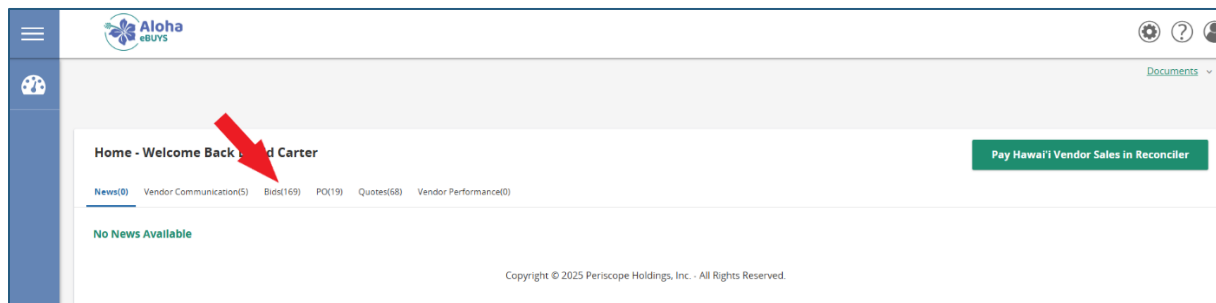 Aloha
eBUYS
?
Documents
Home - Welcome Back d Carter
Pay Hawai'i Vendor Sales in Reconciler
News(0) Vendor Communication(5) Bids(169) PO(19) Quotes(68) Vendor Performance(0)
No News Available
Copyright © 2025 Periscope Holdings, Inc. - All Rights Reserved.